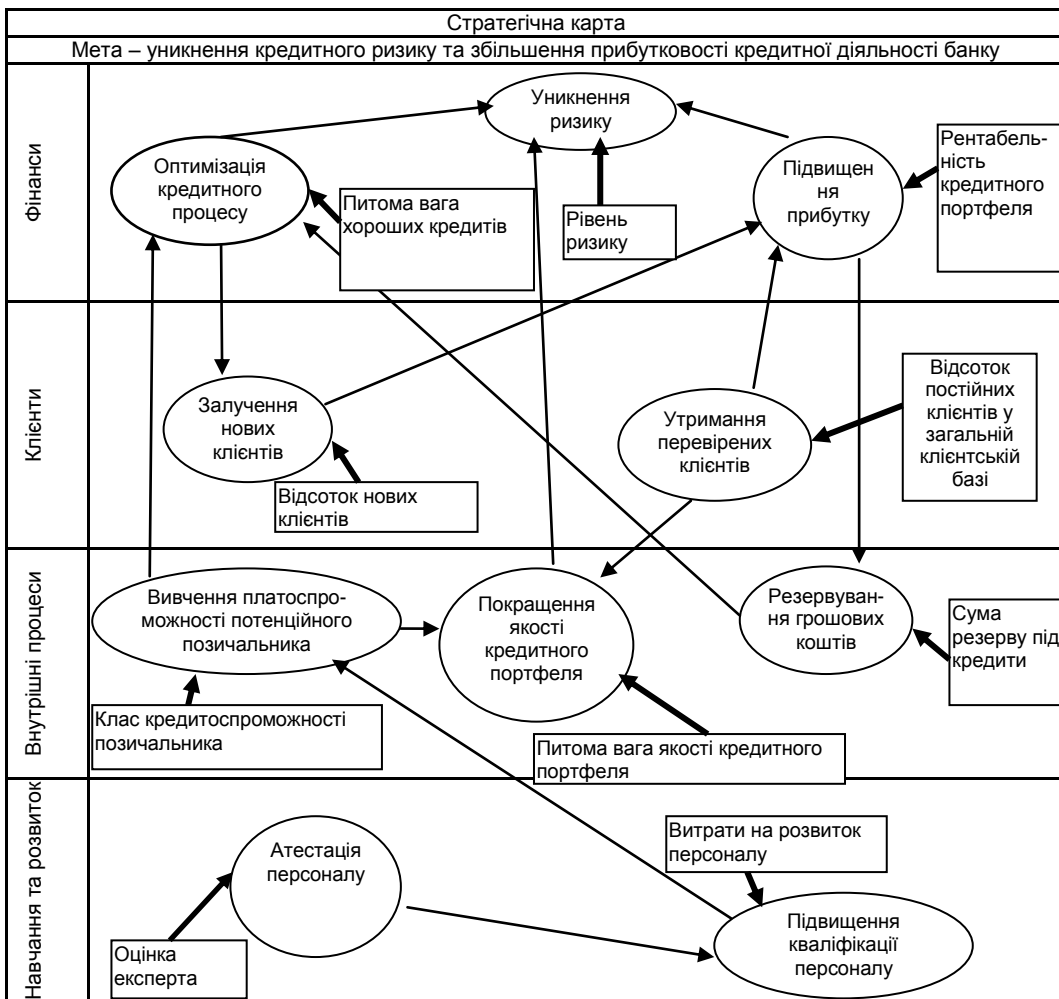 Стратегічна карта
Мета – уникнення кредитного ризику та збільшення прибутковості кредитної діяльності банку
Фінанси
Уникнення
ризику
Оптимізація
кредитного
процесу
Питома вага
хороших кредитів
Рівень
ризику
Підвищен
ня
прибутку
Рентабель-
ність
кредитного
портфеля
Клієнти
Залучення
нових
клієнтів
Відсоток нових
клієнтів
Утримання
перевірених
клієнтів
Відсоток
постійних
клієнтів у
загальній
клієнтській
базі
Внутрішні процеси
Вивчення платоспро-
можності потенційного
позичальника
Клас кредитоспроможності
позичальника
Покращення
якості
кредитного
портфеля
Питома вага якості кредитного
портфеля
Резервуван-
ня грошових
коштів
Сума
резерву під
кредити
Навчання та розвиток
Атестація
персоналу
Оцінка
експерта
Витрати на розвиток
персоналу
Підвищення
кваліфікації
персоналу